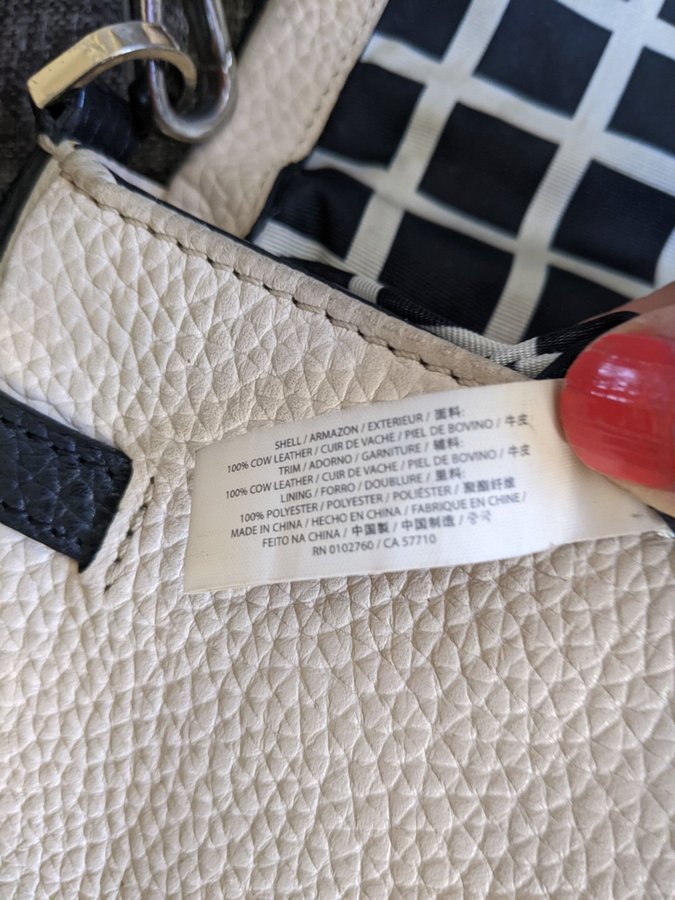 SHELL / ARMAZON / EXTERIEUR / 面料:
100% COW LEATHER / CUIR DE VACHE / PIEL DE BOVINO / 牛皮
TRIM / ADORNO / GARNITURE / 辅料:
100% COW LEATHER / CUIR DE VACHE / PIEL DE BOVINO / 牛皮
LINING / FORRO / DOUBLURE / 里料:
100% POLYESTER / POLYESTER / POLIÉSTER / 聚酯纤维
MADE IN CHINA / HECHO EN CHINA / FABRIQUE EN CHINE /
FEITO NA CHINA / 中国製 / 中国制造 / 중국
RN 0102760 / CA 57710